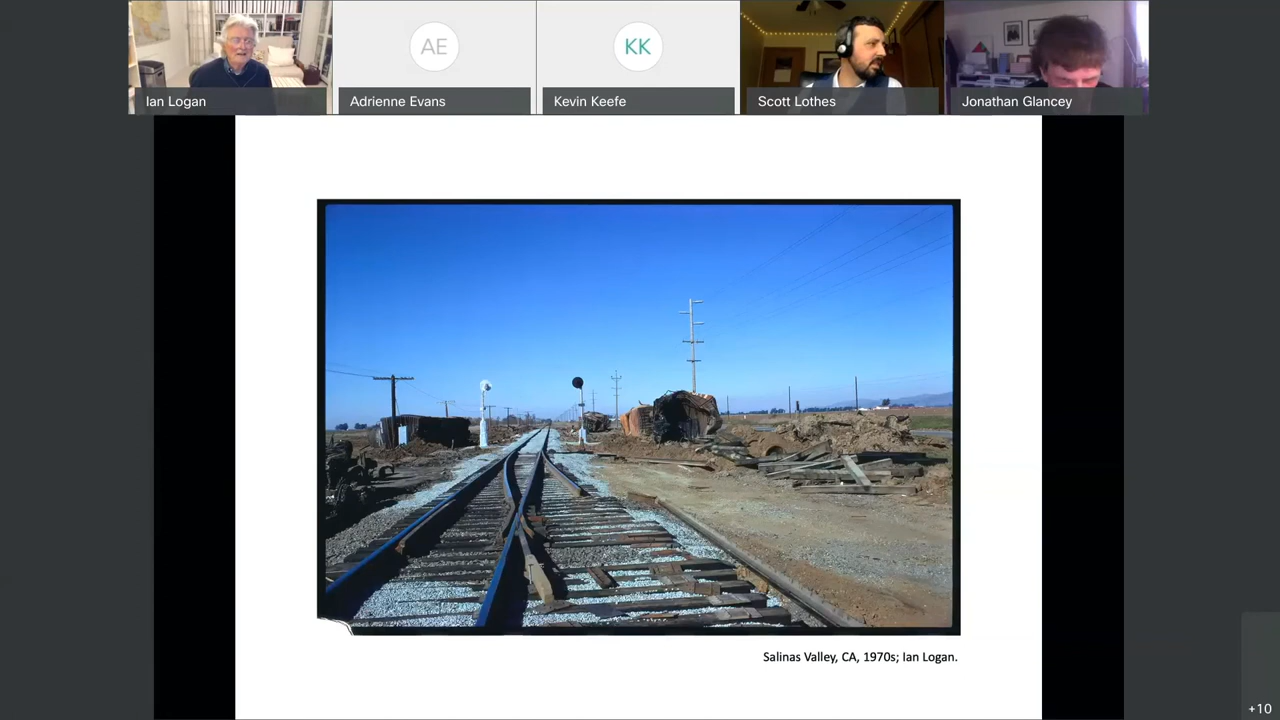 AE
KK
Ian Logan
Adrienne Evans
Kevin Keefe
Scott Lothes
Jonathan Glancey
Salinas Valley, CA, 1970s; Ian Logan.
+10